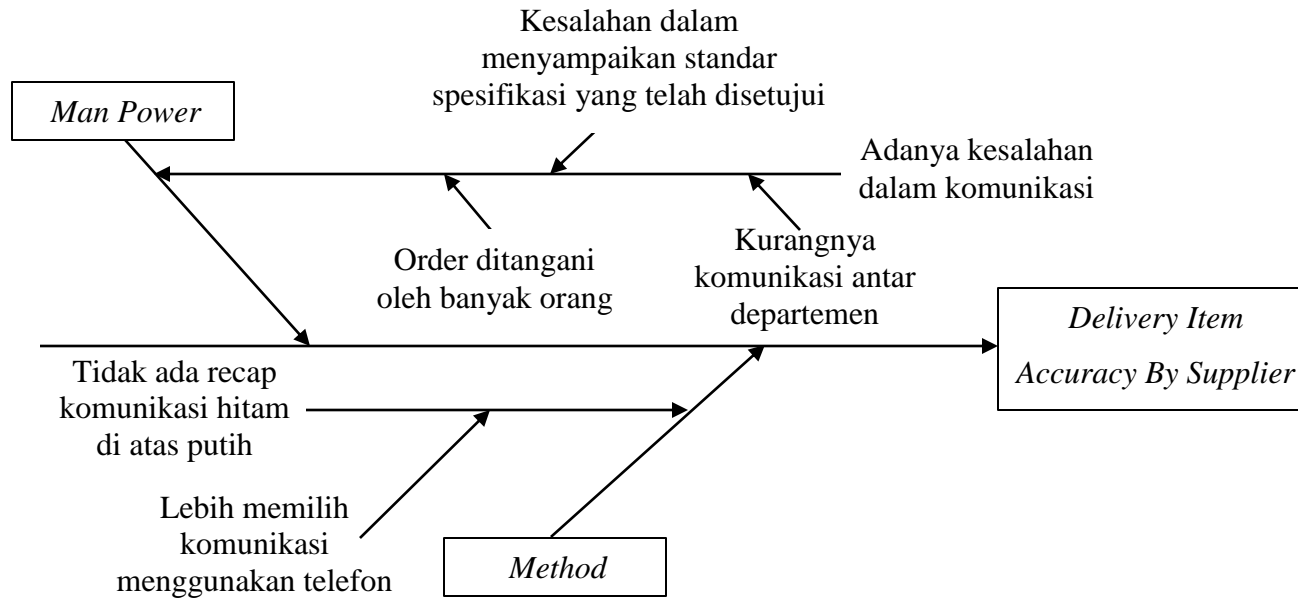 Kesalahan dalam
menyampaikan standar
spesifikasi yang telah disetujui
Man Power
Adanya kesalahan
dalam komunikasi
Order ditangani
oleh banyak orang
Kurangnya
komunikasi antar
departemen
Delivery Item
Accuracy By Supplier
Tidak ada recap
komunikasi hitam
di atas putih
Lebih memilih
komunikasi
menggunakan telefon
Method